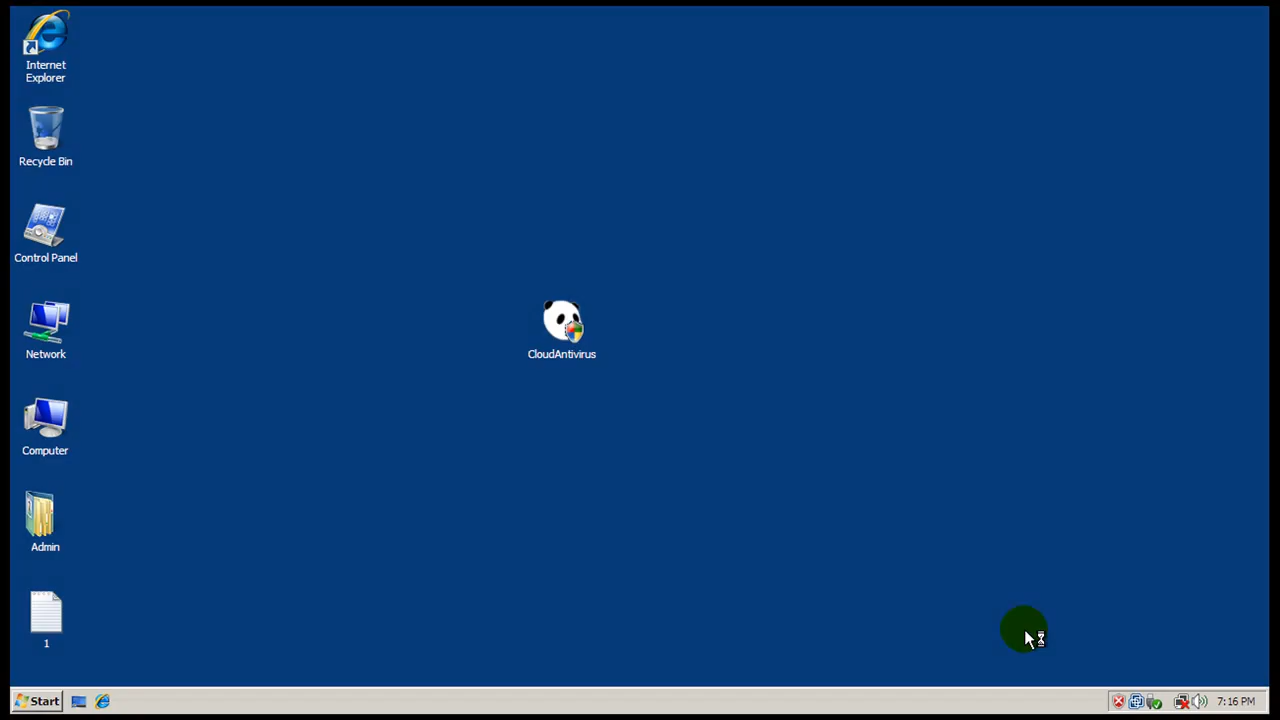 Internet
Explorer
Recycle Bin
Control Panel
CloudAntivirus
Network
Computer
Admin
1
Start
7:16 PM